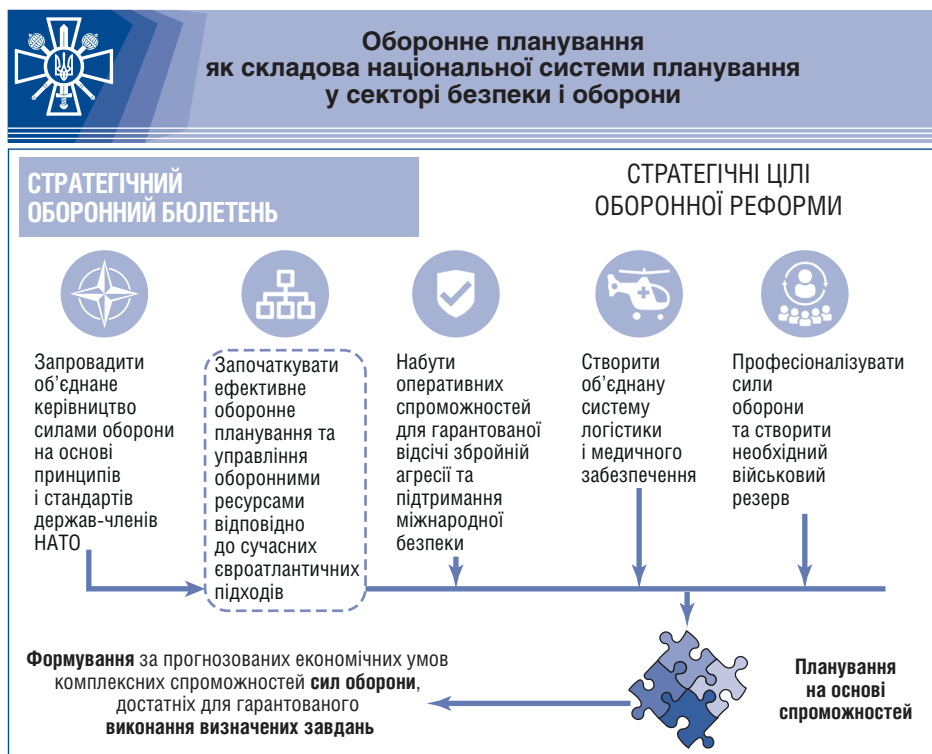 Оборонне планування
як складова національної системи планування
у секторі безпеки і оборони
СТРАТЕГІЧНИЙ
ОБОРОННИЙ БЮЛЕТЕНЬ
СТРАТЕГІЧНІ ЦІЛІ
ОБОРОННОЇ РЕФОРМИ
Запровадити
об’єднане
керівництво
силами оборони
на основі
принципів
і стандартів
держав-членів
НАТО
Започаткувати
ефективне
оборонне
планування та
управління
оборонними
ресурсами
відповідно
до сучасних
євроатлантичних
підходів
Набути
оперативних
спроможностей
для гарантованої
відсічі збройній
агресії та
підтримання
міжнародної
безпеки
Створити
об’єднану
систему
логістики
і медичного
забезпечення
Професіоналізувати
сили
оборони
та створити
необхідний
військовий
резерв
Формування за прогнозованих економічних умов
комплексних спроможностей сил оборони,
достатніх для гарантованого
виконання визначених завдань
Планування
на основі
спроможностей